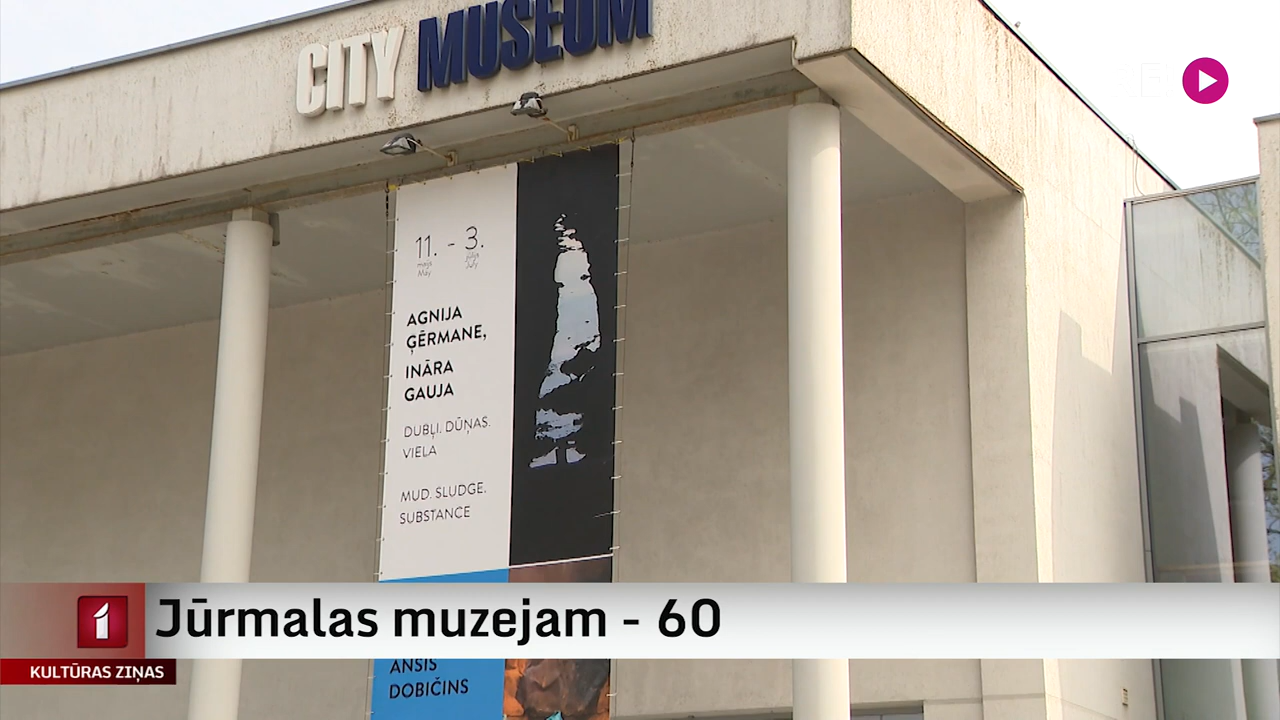 CITY MUSEUM
11. - 3.
maijs jūlijs
May July
AGNIJA
ĢĒRMANE,
INĀRA
GAUJA
DUBĻI. DŪŅAS.
VIELA
MUD. SLUDGE.
SUBSTANCE
1 Jūrmalas muzejam - 60
KULTŪRAS ZIŅAS
ANSIS
DOBIČINS